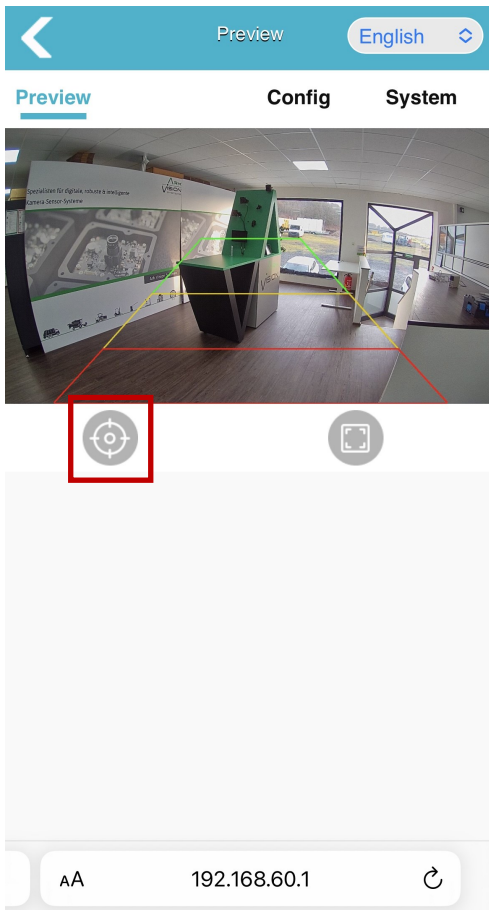 Preview
English
Preview Config System
Spezialisten für digitale, robuste & intelligente
Kamera-Sensor-Systeme
VISION
VISION
AA 192.168.60.1